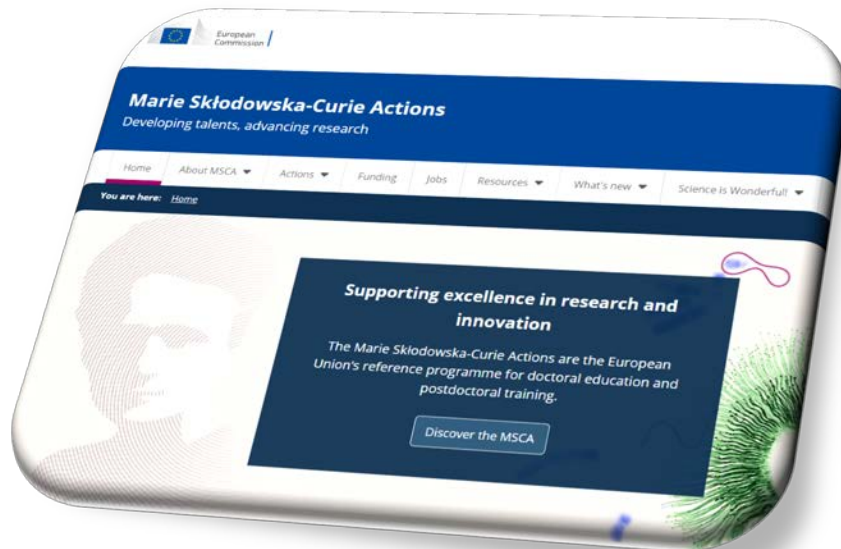 European
Commission
Marie Skłodowska-Curie Actions
Developing talents, advancing research
Home About MSCA Actions Funding Jobs Resources What's new Science is Wonderful!
You are here: Home
Supporting excellence in research and
innovation
The Marie Skłodowska-Curie Actions are the European
Union's reference programme for doctoral education and
postdoctoral training.
Discover the MSCA